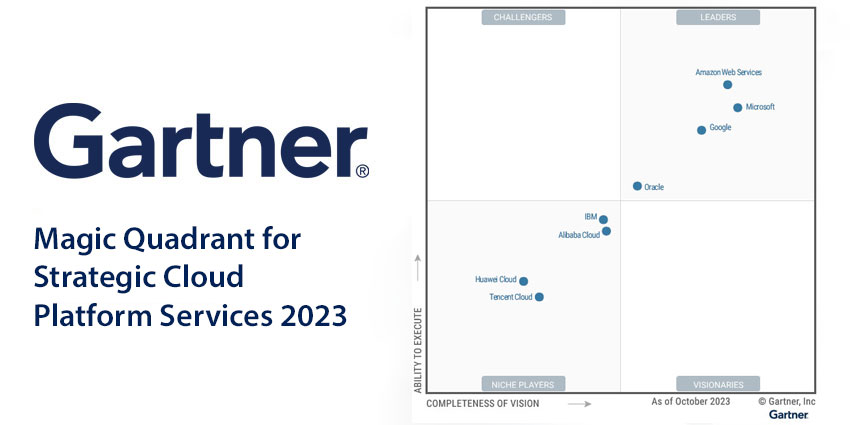 Gartner®
Magic Quadrant for
Strategic Cloud
Platform Services 2023
CHALLENGERS
LEADERS
Amazon Web Services
Microsoft
Google
Oracle
IBM
Alibaba Cloud
Huawei Cloud
Tencent Cloud
NICHE PLAYERS
VISIONARIES
ABILITY TO EXECUTE
COMPLETENESS OF VISION
As of October 2023
© Gartner, Inc
Gartner